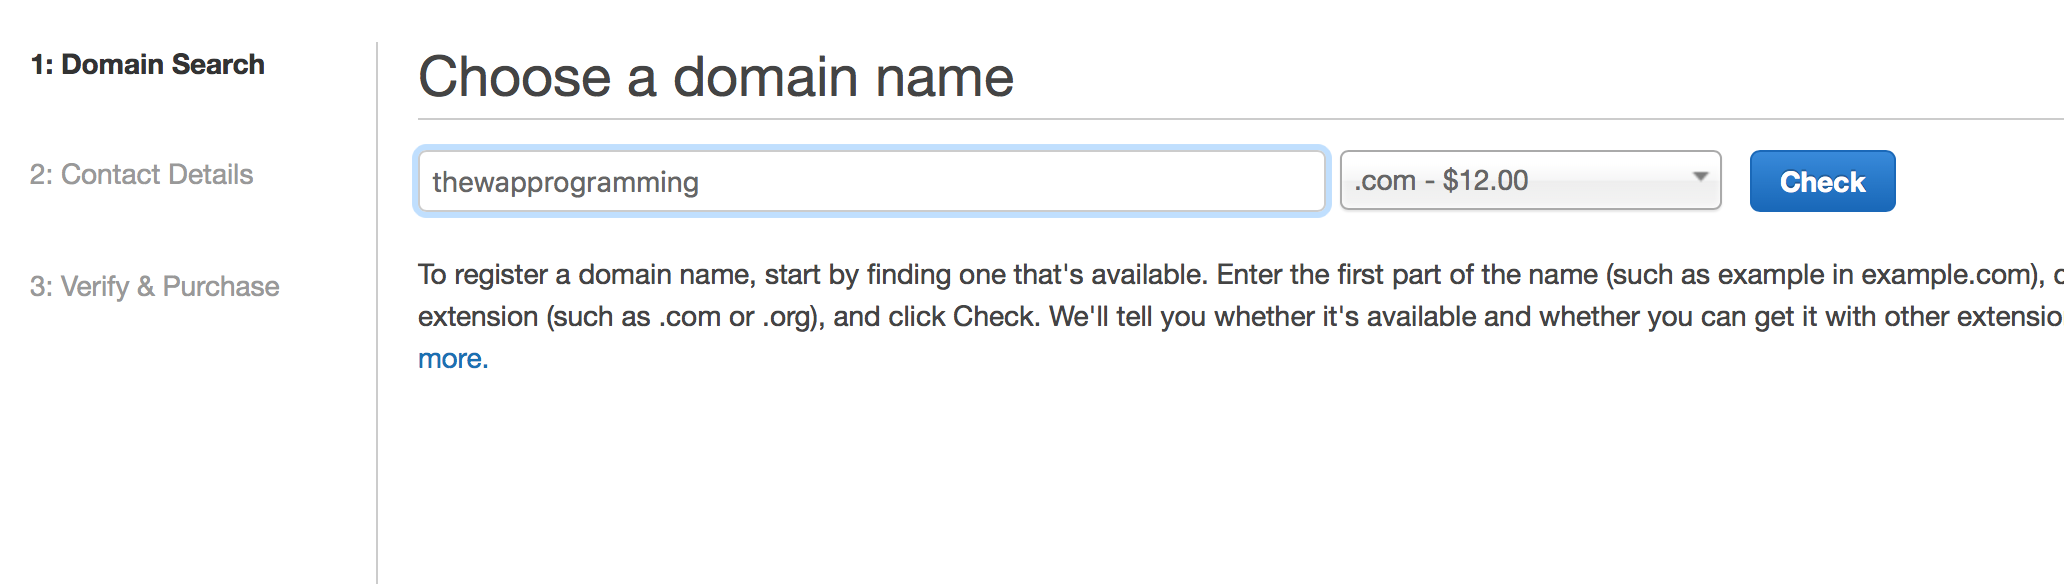 1: Domain Search
2: Contact Details
3: Verify & Purchase
Choose a domain name
thewapprogramming
.com - $12.00
Check
To register a domain name, start by finding one that's available. Enter the first part of the name (such as example in example.com),
extension (such as .com or .org), and click Check. We'll tell you whether it's available and whether you can get it with other
more.